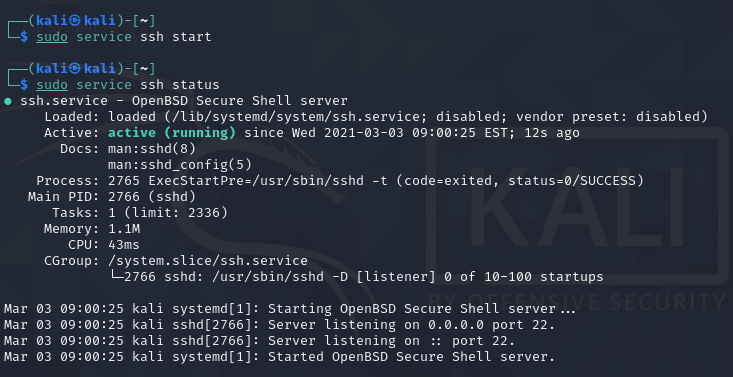 ┌──(kali㉿kali)-[~]
└─$ sudo service ssh start

┌──(kali㉿kali)-[~]
└─$ sudo service ssh status
● ssh.service - OpenBSD Secure Shell server
     Loaded: loaded (/lib/systemd/system/ssh.service; disabled; vendor preset: disabled)
     Active: active (running) since Wed 2021-03-03 09:00:25 EST; 12s ago
       Docs: man:sshd(8)
             man:sshd_config(5)
    Process: 2765 ExecStartPre=/usr/sbin/sshd -t (code=exited, status=0/SUCCESS)
   Main PID: 2766 (sshd)
      Tasks: 1 (limit: 2336)
     Memory: 1.1M
        CPU: 43ms
     CGroup: /system.slice/ssh.service
             └─2766 sshd: /usr/sbin/sshd -D [listener] 0 of 10-100 startups

Mar 03 09:00:25 kali systemd[1]: Starting OpenBSD Secure Shell server...
Mar 03 09:00:25 kali sshd[2766]: Server listening on 0.0.0.0 port 22.
Mar 03 09:00:25 kali sshd[2766]: Server listening on :: port 22.
Mar 03 09:00:25 kali systemd[1]: Started OpenBSD Secure Shell server.
KALI
BY OFFENSIVE SECURITY